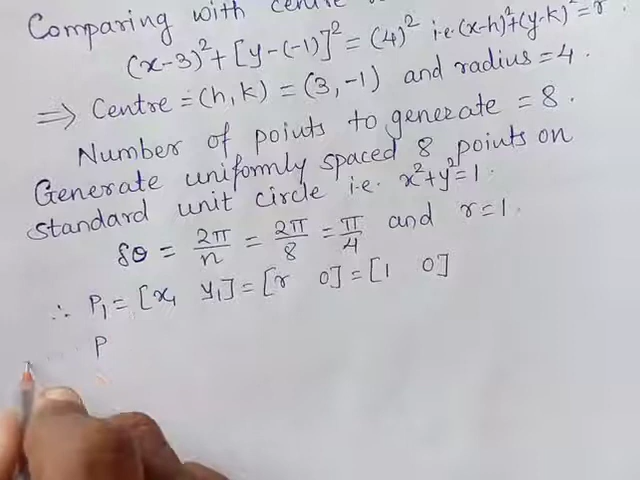 Comparing with centre
(x-3)²+[y-(-1)]²=(4)² i.e.(x-h)²+(y-k)²=r².
⇒ Centre=(h,k)=(3,-1) and radius=4.
Number of points to generate=8.
Generate uniformly spaced 8 points on
standard unit circle i.e. x²+y²=1.
δθ = 2π/n = 2π/8 = π/4 and r=1.
∴ P₁=[x₁ y₁]=[r 0]=[1 0]
P